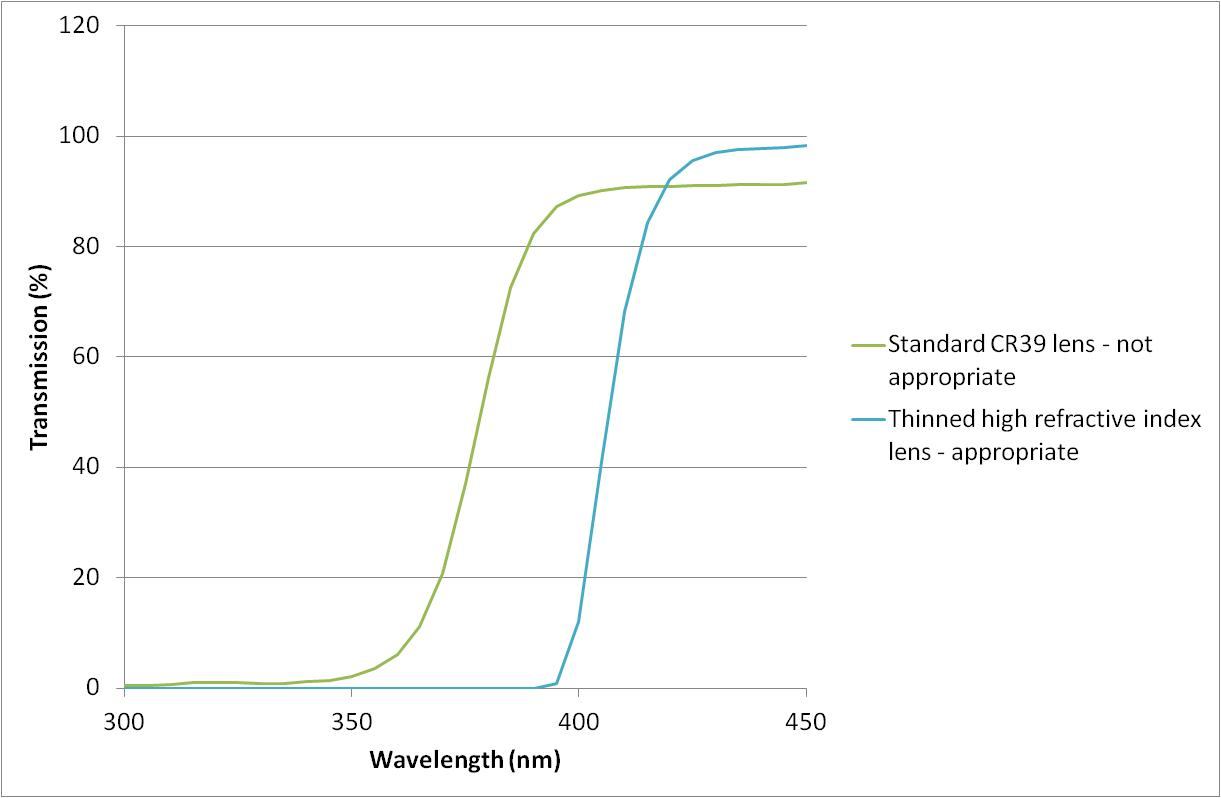 120
100
80
60
40
20
0
Transmission (%)
300 350 400 450
Wavelength (nm)
Standard CR39 lens - not
appropriate
Thinned high refractive index
lens - appropriate